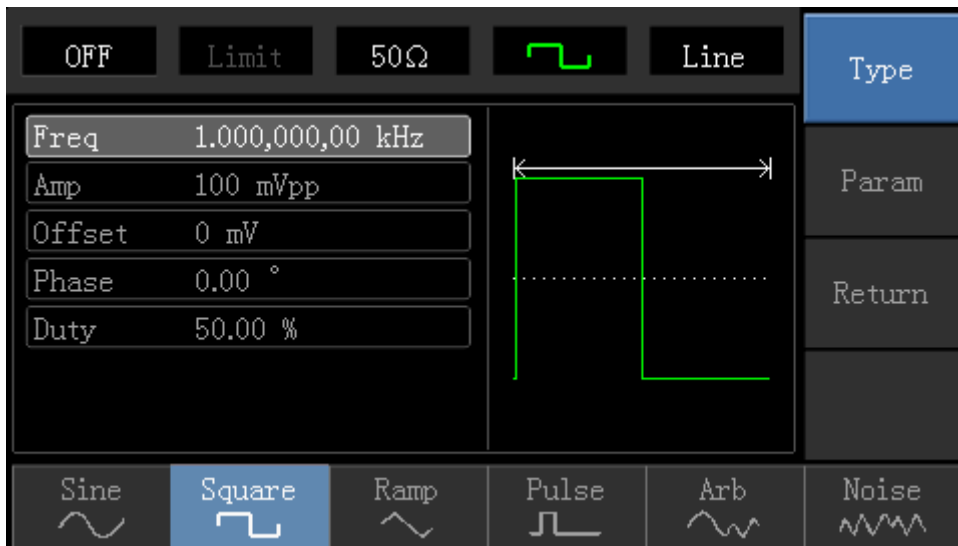 OFF Limit 50Ω Line
Type
Freq 1.000,000,00 kHz
Amp 100 mVpp
Param
Offset 0 mV
Phase 0.00 °
Return
Duty 50.00 %
Sine Square Ramp Pulse Arb Noise